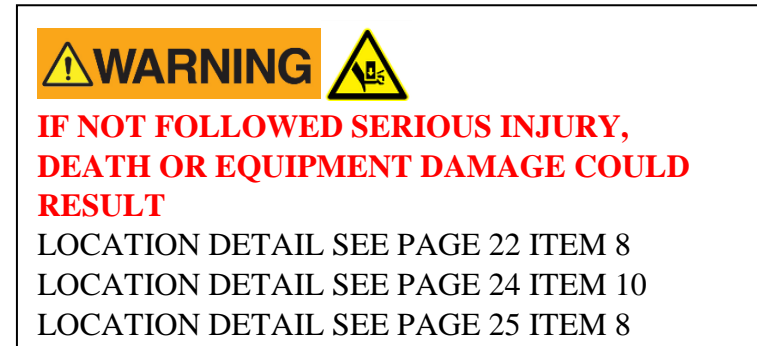 WARNING
IF NOT FOLLOWED SERIOUS INJURY,
DEATH OR EQUIPMENT DAMAGE COULD
RESULT
LOCATION DETAIL SEE PAGE 22 ITEM 8
LOCATION DETAIL SEE PAGE 24 ITEM 10
LOCATION DETAIL SEE PAGE 25 ITEM 8